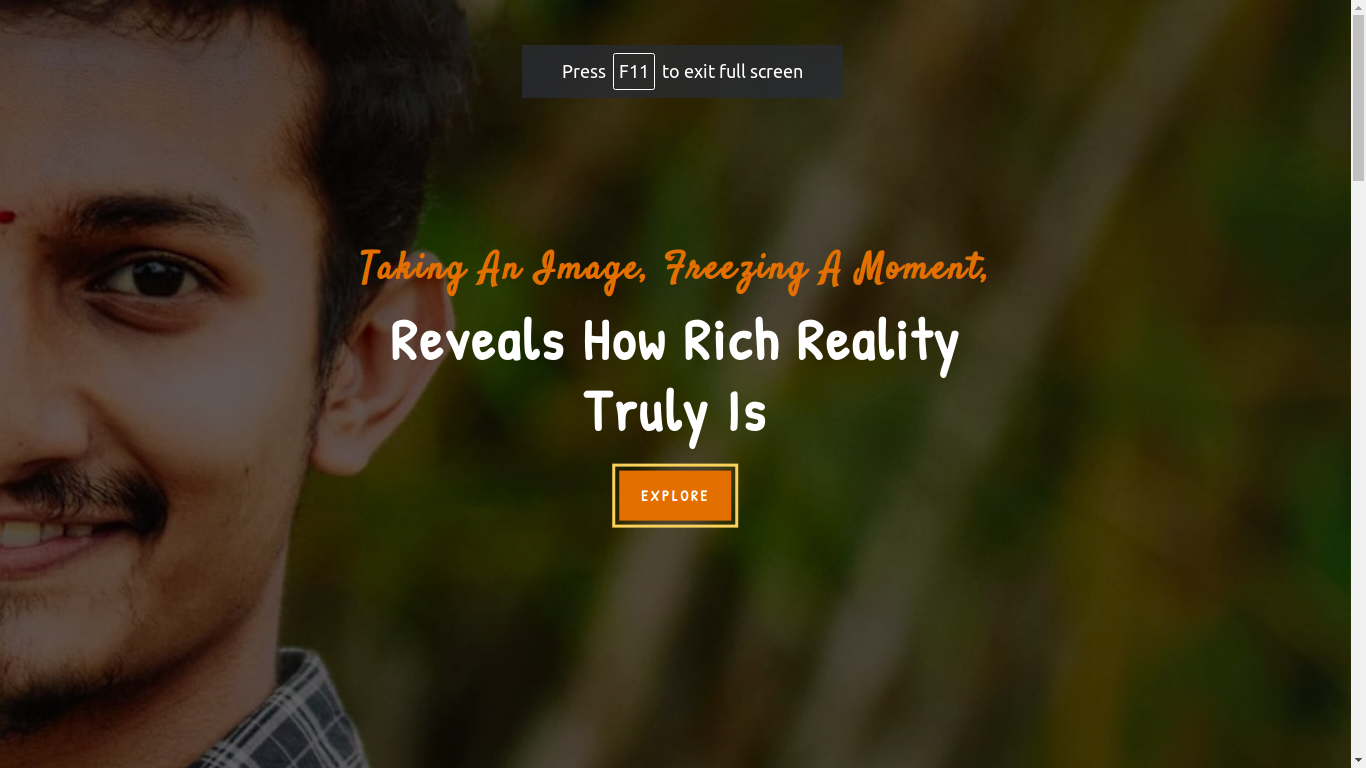 Press F11 to exit full screen
Taking An Image, Freezing A Moment,
Reveals How Rich Reality
Truly Is
EXPLORE